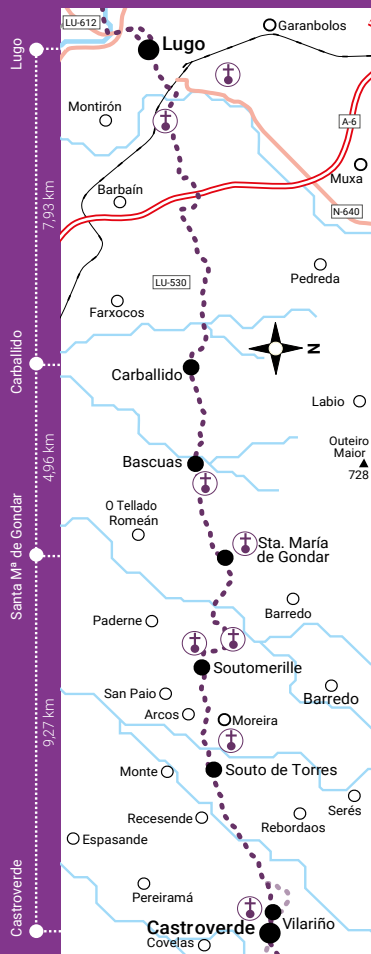 Lugo
7,93 km
Carballido
4,96 km
Santa Mª de Gondar
9,27 km
Castroverde
LU-612
Lugo
Garanbolos
Montirón
A-6
Muxa
Barbaín
N-640
Pedreda
LU-530
Farxocos
N
Carballido
Labio
Outeiro
Maior
728
Bascuas
O Tellado
Romeán
Sta. María
de Gondar
Barredo
Paderne
Soutomerille
San Paio
Barredo
Arcos
Moreira
Monte
Souto de Torres
Serés
Recesende
Rebordaos
Espasande
Pereiramá
Vilariño
Castroverde
Covelas